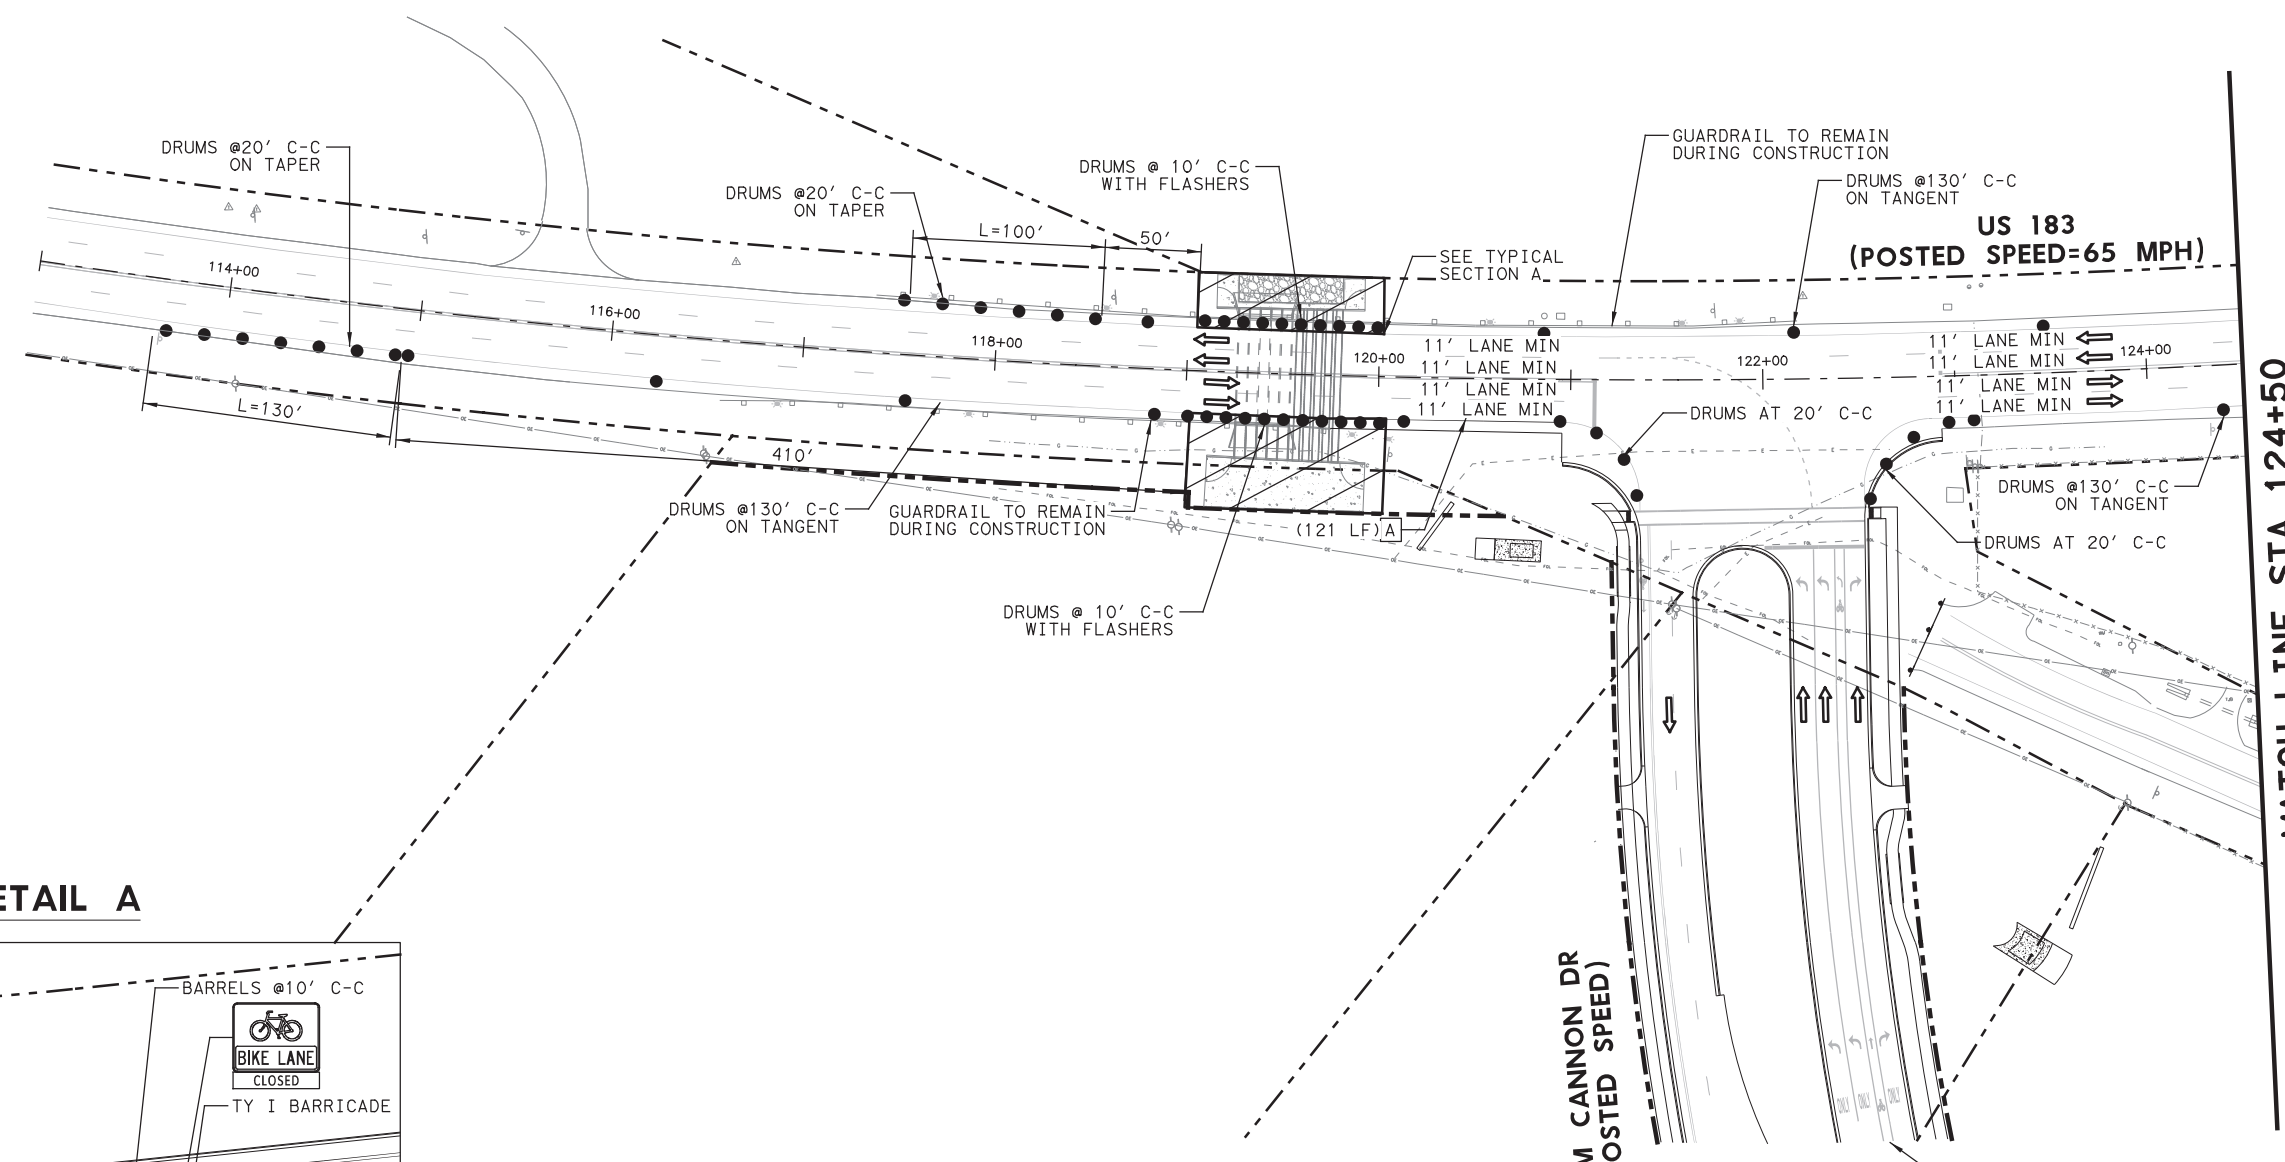 DRUMS @20' C-C
ON TAPER
DRUMS @20' C-C
ON TAPER
DRUMS @ 10' C-C
WITH FLASHERS
GUARDRAIL TO REMAIN
DURING CONSTRUCTION
DRUMS @130' C-C
ON TANGENT
US 183
(POSTED SPEED=65 MPH)
L=100'
50'
SEE TYPICAL
SECTION A
114+00
116+00
118+00
120+00
122+00
124+00
11' LANE MIN
11' LANE MIN
11' LANE MIN
11' LANE MIN
11' LANE MIN
11' LANE MIN
11' LANE MIN
11' LANE MIN
L=130'
410'
DRUMS AT 20' C-C
DRUMS @130' C-C
ON TANGENT
GUARDRAIL TO REMAIN
DURING CONSTRUCTION
(121 LF) A
DRUMS @130' C-C
ON TANGENT
DRUMS AT 20' C-C
DRUMS @ 10' C-C
WITH FLASHERS
STA 124+50
ETAIL A
BARRELS @10' C-C
BIKE LANE
CLOSED
TY I BARRICADE
M CANNON DR
OSTED SPEED)
ONLY
ONLY
ONLY